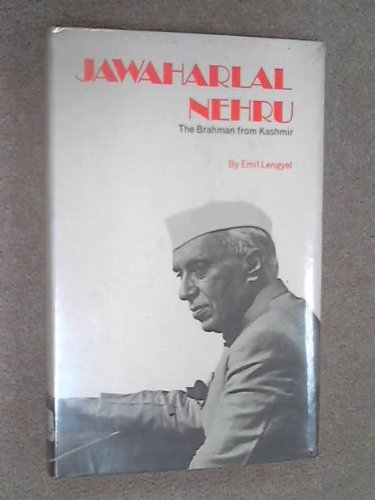 JAWAHARLAL
NEHRU
The Brahman from Kashmir
By Emil Lengyel